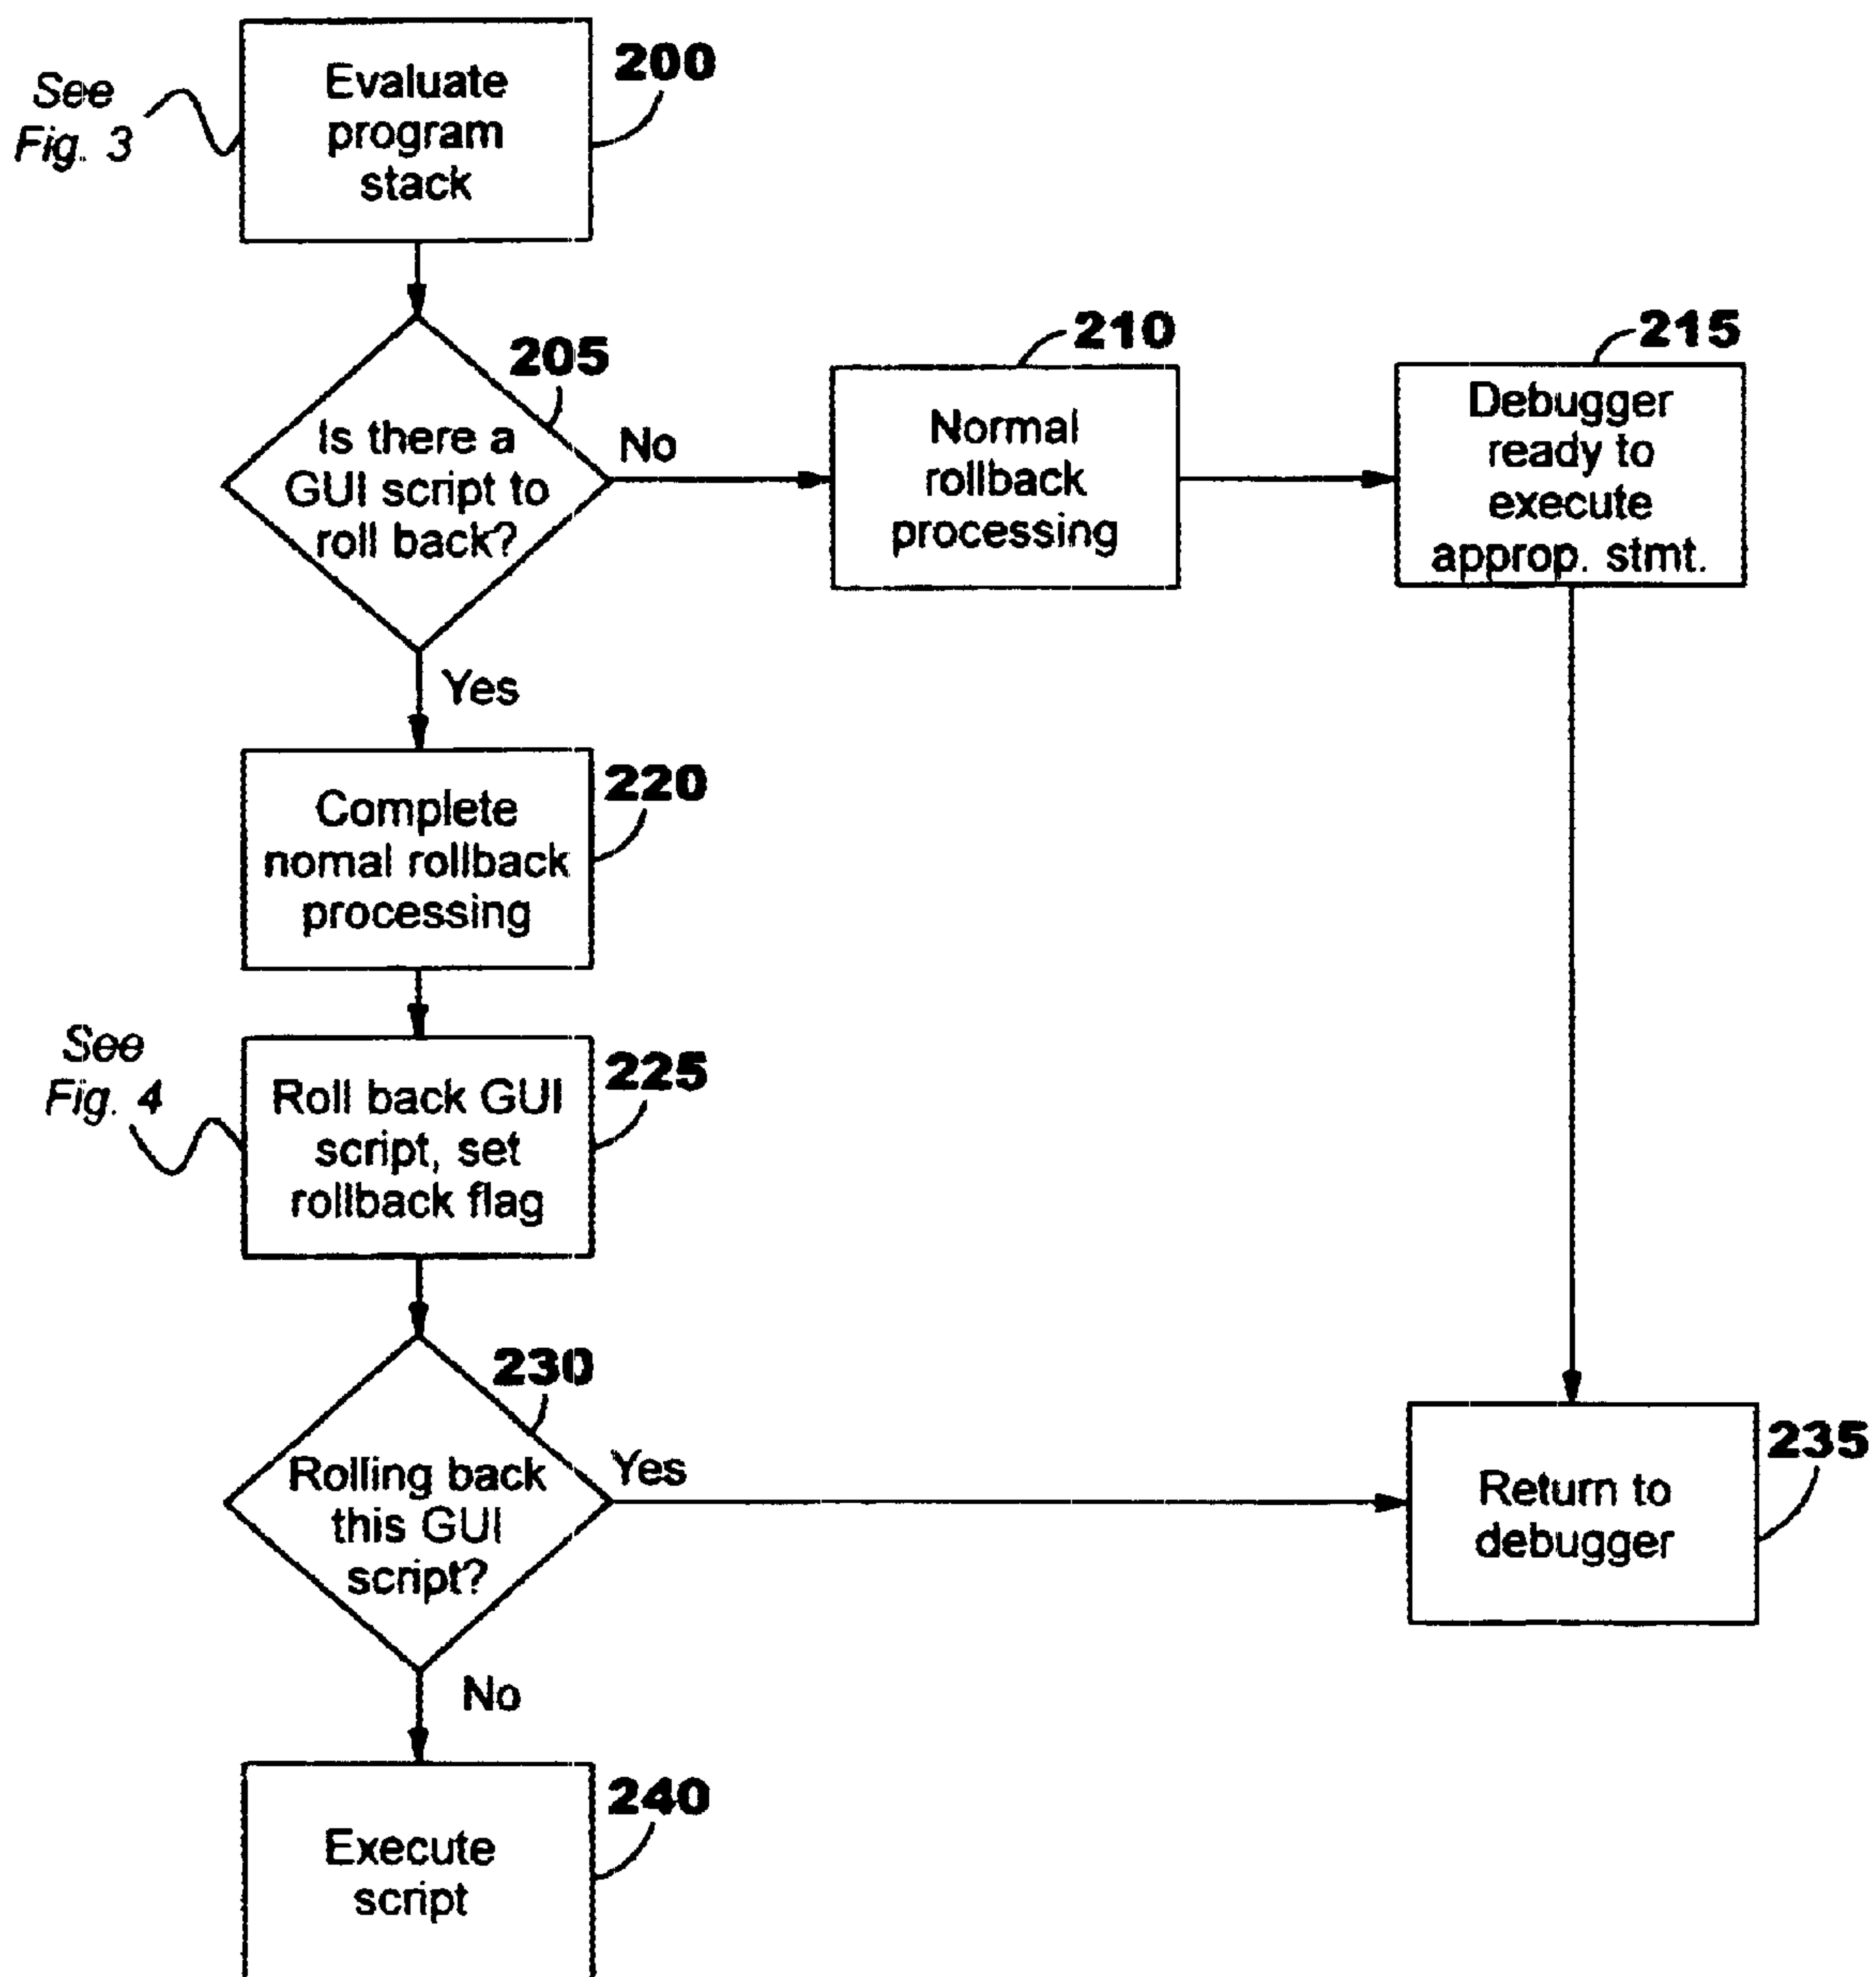 200
See
Fig. 3
Evaluate
program
stack
205
Is there a
GUI script to
roll back?
No
210
Normal
rollback
processing
215
Debugger
ready to
execute
approp. stmt.
Yes
220
Complete
nomal rollback
processing
See
Fig. 4
225
Roll back GUI
script, set
rollback flag
230
Rolling back
this GUI
script?
Yes
235
Return to
debugger
No
240
Execute
script